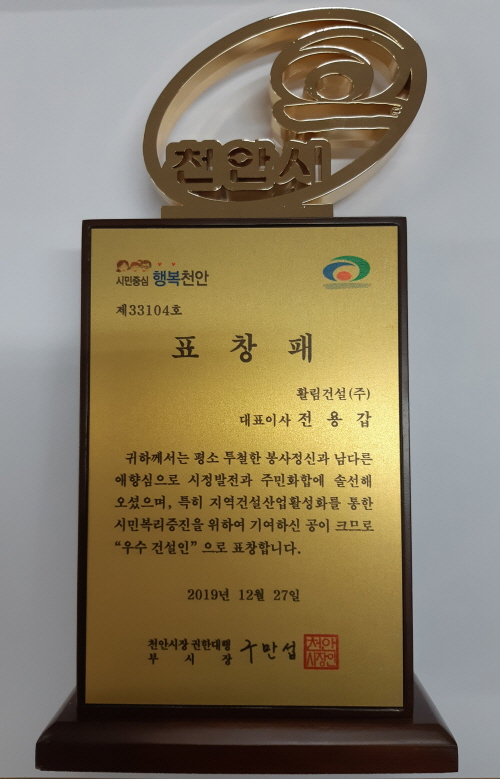 천안시
시민중심 행복천안
제33104호
표 창 패
활림건설(주)
대표이사 전 용 갑
귀하께서는 평소 투철한 봉사정신과 남다른
애향심으로 시정발전과 주민화합에 솔선해
오셨으며, 특히 지역건설산업활성화를 통한
시민복리증진을 위하여 기여하신 공이 크므로
“우수 건설인” 으로 표창합니다.
2019년 12월 27일
천안시장 권한대행
부 시 장 구만섭
천안
시장인